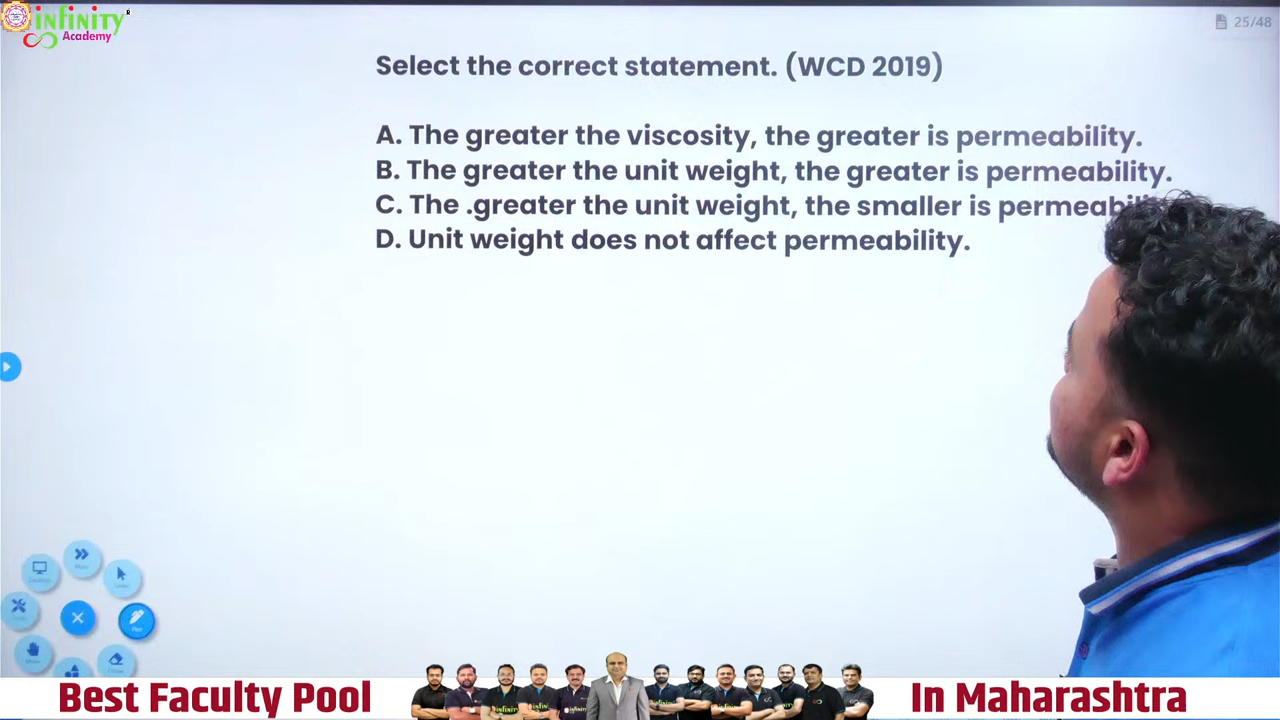 infinity
Academy
25/48
Select the correct statement. (WCD 2019)
A. The greater the viscosity, the greater is permeability.
B. The greater the unit weight, the greater is permeability.
C. The .greater the unit weight, the smaller is
D. Unit weight does not affect permeability.
Best Faculty Pool
In Maharashtra